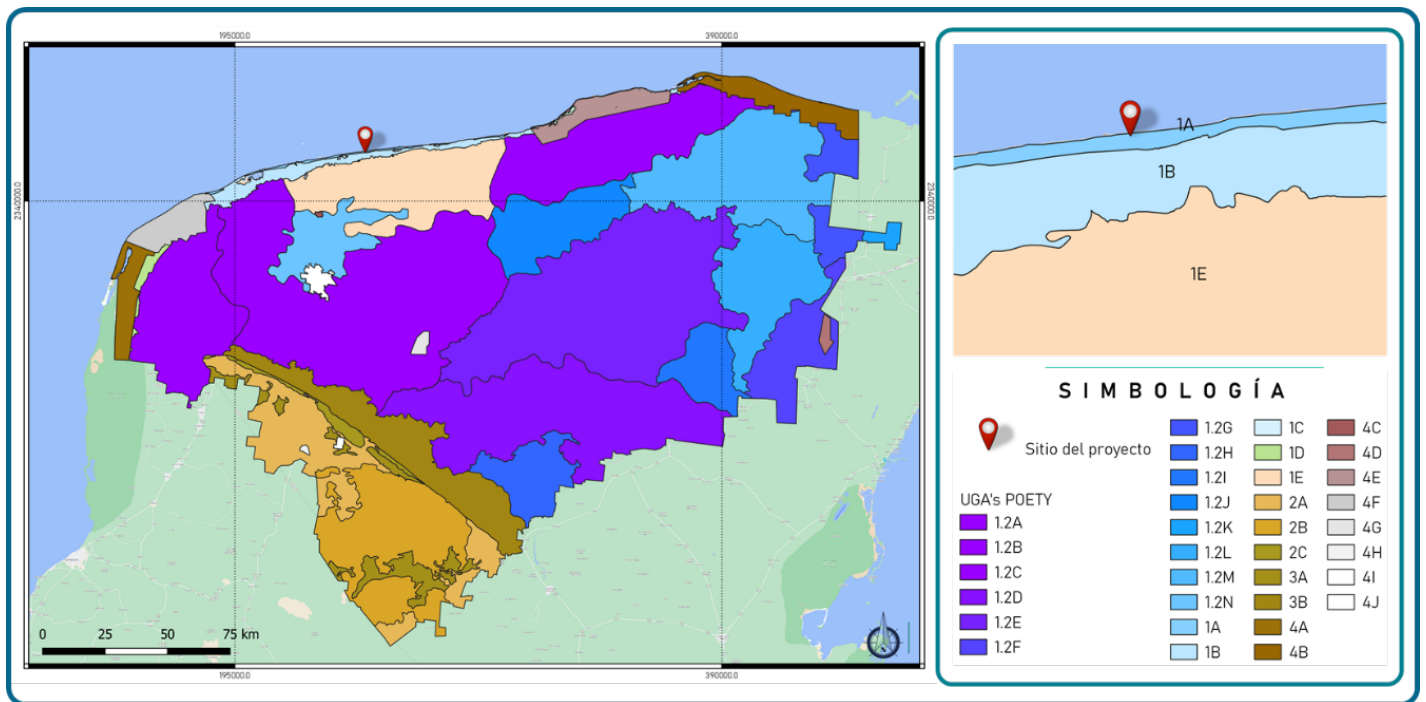 195000.0
390000.0
2340000.0
2340000.0
0 25 50 75 km
195000.0
390000.0
1A
1B
1E
SIMBOLOGÍA
Sitio del proyecto
UGA's POETY
1.2A
1.2B
1.2C
1.2D
1.2E
1.2F
1.2G
1.2H
1.2I
1.2J
1.2K
1.2L
1.2M
1.2N
1A
1B
1C
1D
1E
2A
2B
2C
3A
3B
4A
4B
4C
4D
4E
4F
4G
4H
4I
4J